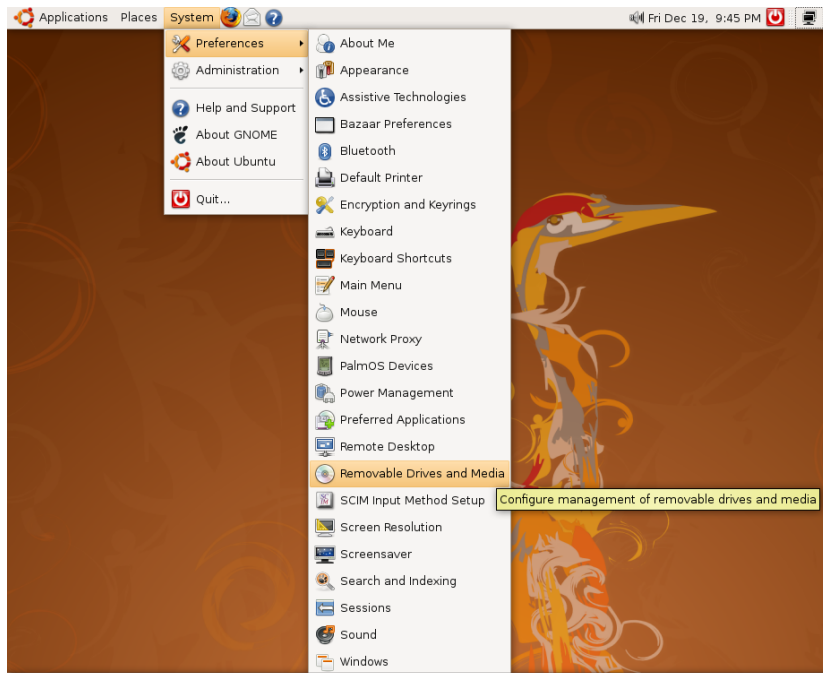 Applications Places System Fri Dec 19, 9:45 PM
Preferences
Administration
Help and Support
About GNOME
About Ubuntu
Quit...
About Me
Appearance
Assistive Technologies
Bazaar Preferences
Bluetooth
Default Printer
Encryption and Keyrings
Keyboard
Keyboard Shortcuts
Main Menu
Mouse
Network Proxy
PalmOS Devices
Power Management
Preferred Applications
Remote Desktop
Removable Drives and Media
SCIM Input Method Setup
Configure management of removable drives and media
Screen Resolution
Screensaver
Search and Indexing
Sessions
Sound
Windows